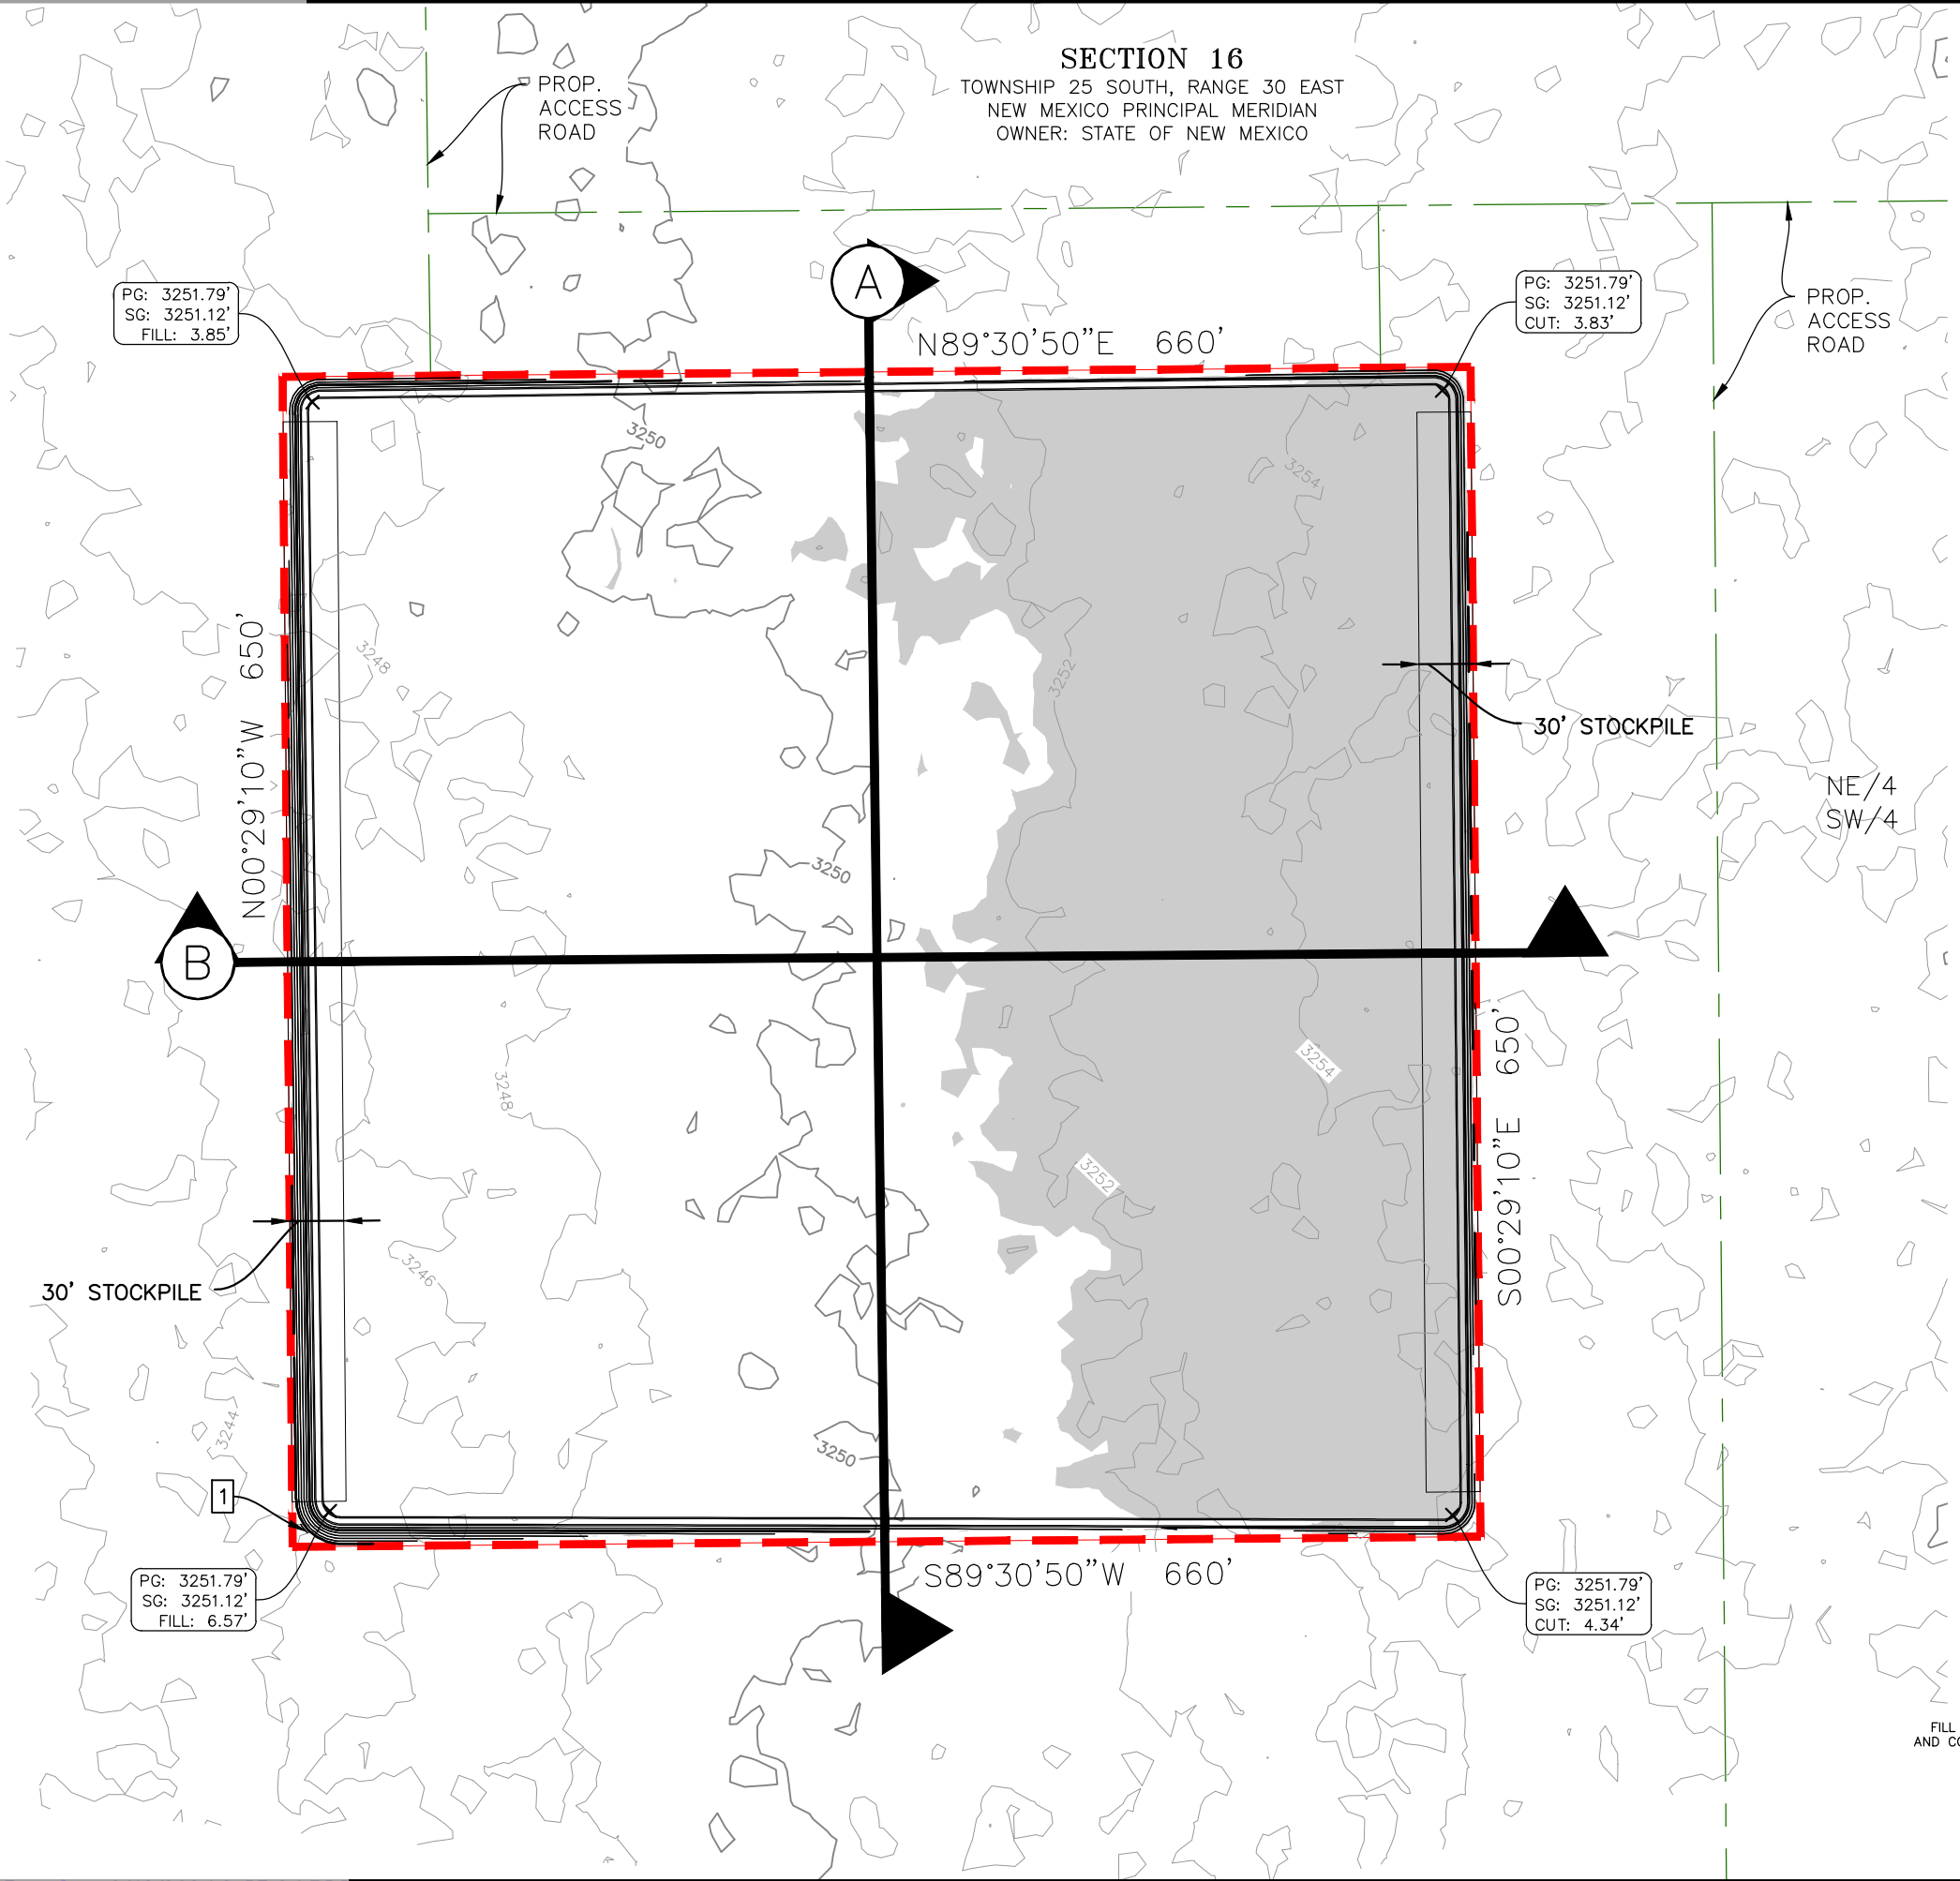 SECTION 16
TOWNSHIP 25 SOUTH, RANGE 30 EAST
NEW MEXICO PRINCIPAL MERIDIAN
OWNER: STATE OF NEW MEXICO
PROP.
ACCESS
ROAD
A
PG: 3251.79'
SG: 3251.12'
FILL: 3.85'
PG: 3251.79'
SG: 3251.12'
CUT: 3.83'
PROP.
ACCESS
ROAD
N89°30'50"E 660'
3250
3254
N00°29'10"W 650'
3248
3252
30' STOCKPILE
NE/4
SW/4
3250
B
3248
3254
S00°29'10"E 650'
3252
3246
30' STOCKPILE
3244
3250
1
S89°30'50"W 660'
PG: 3251.79'
SG: 3251.12'
FILL: 6.57'
PG: 3251.79'
SG: 3251.12'
CUT: 4.34'
FILL
AND CO